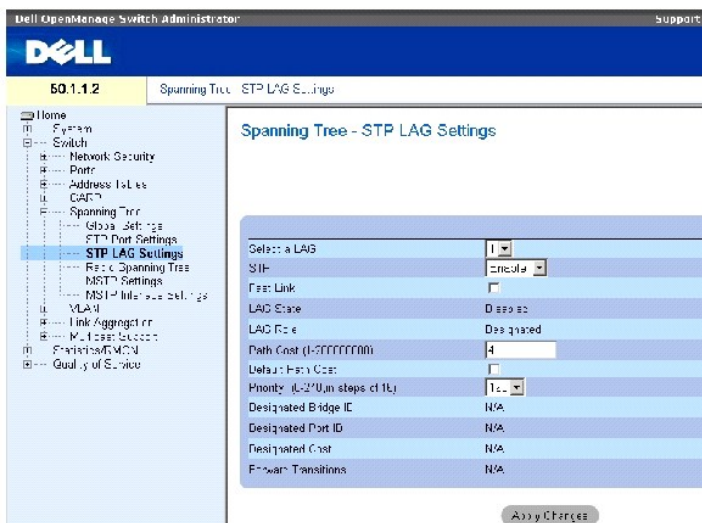 Dell OpenManage Switch Administrator
Support
DELL
50.1.1.2
Spanning Tree STP LAG Settings
Home
System
Switch
Network Security
Ports
Address Tables
GARP
Spanning Tree
Global Settings
STP Port Settings
STP LAG Settings
Rapid Spanning Tree
MSTP Settings
MSTP Interface Settings
VLAN
Link Aggregation
Multicast Support
Statistics/RMON
Quality of Service
Spanning Tree - STP LAG Settings
Select a LAG 1
STP Enable
Fast Link
LAG State Disabled
LAG Role Designated
Path Cost (1-200000000) 4
Default Path Cost
Priority (0-240,in steps of 16)
Designated Bridge ID N/A
Designated Port ID N/A
Designated Cost N/A
Forward Transitions N/A
Apply Changes